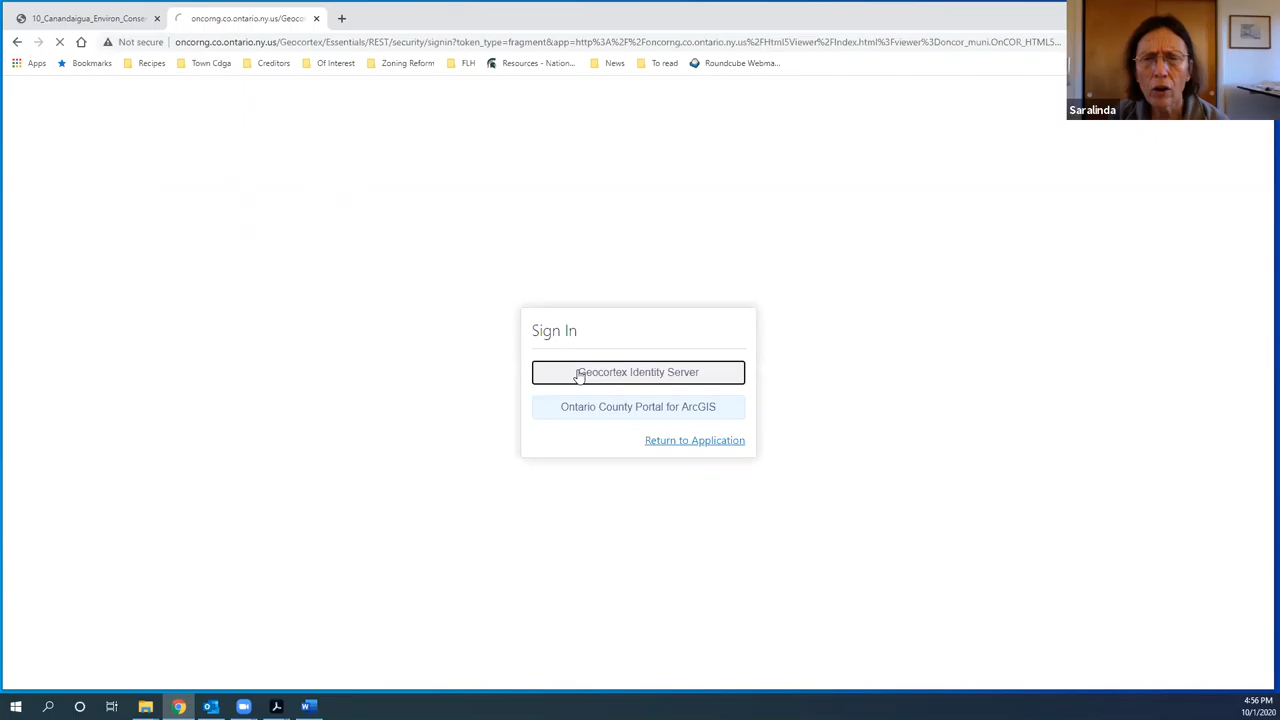 10_Canandaigua_Environ_Conse
oncorng.co.ontario.ny.us/Geoco
Not secure
oncorng.co.ontario.ny.us/Geocortex/Essentials/REST/security/signin?token_type=fragment&app=http%3A%2F%2Foncorng.co.ontario.ny.us%2FHtml5Viewer%2FIndex.html%3Fviewer%3Doncor_muni.OnCOR_HTML5...
Apps
Bookmarks
Recipes
Town Cdga
Creditors
Of Interest
Zoning Reform
FLH
Resources - Nation...
News
To read
Roundcube Webma...
Saralinda
Sign In
Geocortex Identity Server
Ontario County Portal for ArcGIS
Return to Application
4:56 PM
10/1/2020